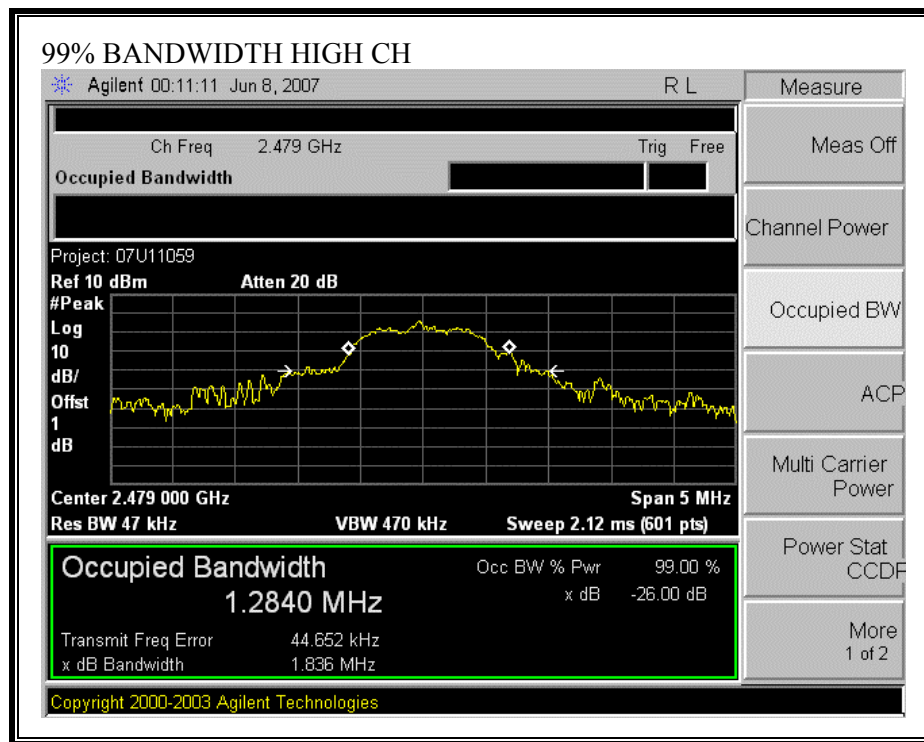 99% BANDWIDTH HIGH CH
Agilent 00:11:11 Jun 8, 2007 R L
Measure
Ch Freq 2.479 GHz Trig Free
Occupied Bandwidth
Project: 07U11059
Ref 10 dBm Atten 20 dB
#Peak
Log
10
dB/
Offst
1
dB
Center 2.479 000 GHz Span 5 MHz
Res BW 47 kHz VBW 470 kHz Sweep 2.12 ms (601 pts)
Occupied Bandwidth Occ BW % Pwr 99.00 %
1.2840 MHz x dB -26.00 dB
Transmit Freq Error 44.652 kHz
x dB Bandwidth 1.836 MHz
Copyright 2000-2003 Agilent Technologies
Meas Off
Channel Power
Occupied BW
ACP
Multi Carrier
Power
Power Stat
CCDF
More
1 of 2